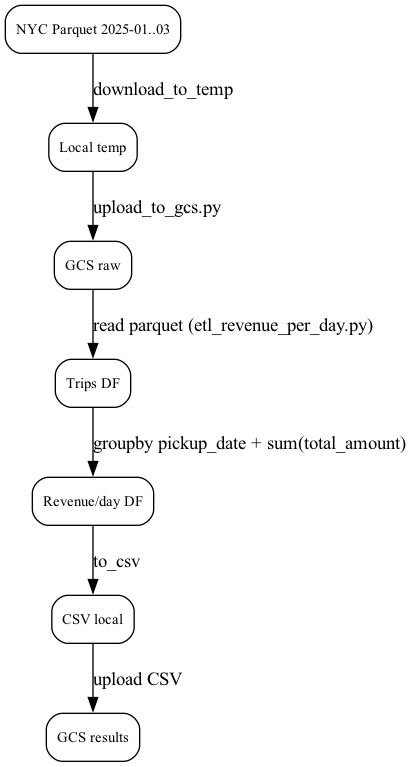 NYC Parquet 2025-01..03
download_to_temp
Local temp
upload_to_gcs.py
GCS raw
read parquet (etl_revenue_per_day.py)
Trips DF
groupby pickup_date + sum(total_amount)
Revenue/day DF
to_csv
CSV local
upload CSV
GCS results